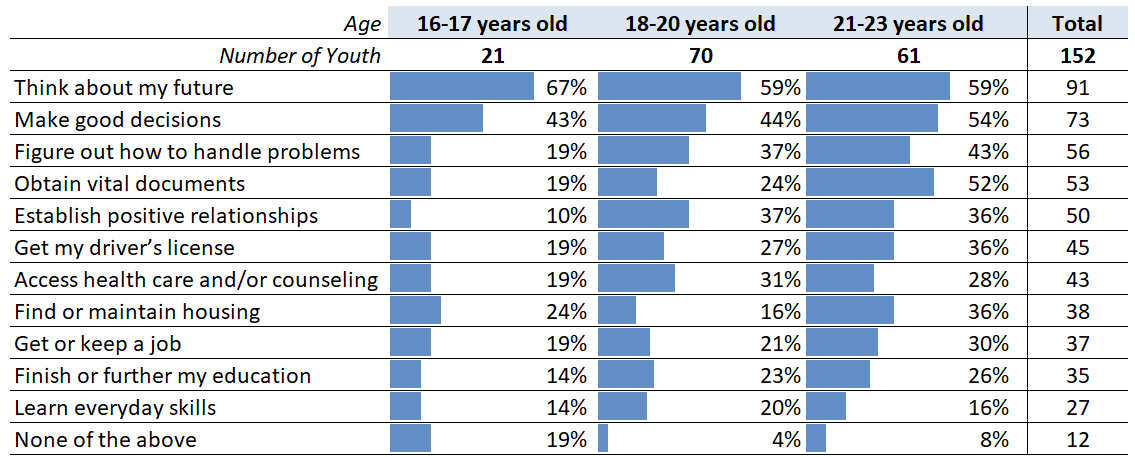 Age 16-17 years old 18-20 years old 21-23 years old Total
Number of Youth 21 70 61 152
Think about my future 67% 59% 59% 91
Make good decisions 43% 44% 54% 73
Figure out how to handle problems 19% 37% 43% 56
Obtain vital documents 19% 24% 52% 53
Establish positive relationships 10% 37% 36% 50
Get my driver’s license 19% 27% 36% 45
Access health care and/or counseling 19% 31% 28% 43
Find or maintain housing 24% 16% 36% 38
Get or keep a job 19% 21% 30% 37
Finish or further my education 14% 23% 26% 35
Learn everyday skills 14% 20% 16% 27
None of the above 19% 4% 8% 12